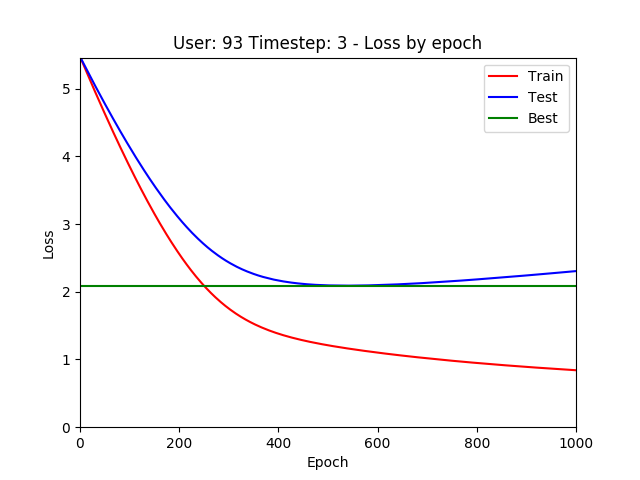 User: 93 Timestep: 3 - Loss by epoch
Train
Test
Best
5
4
3
2
1
0
Loss
0 200 400 600 800 1000
Epoch